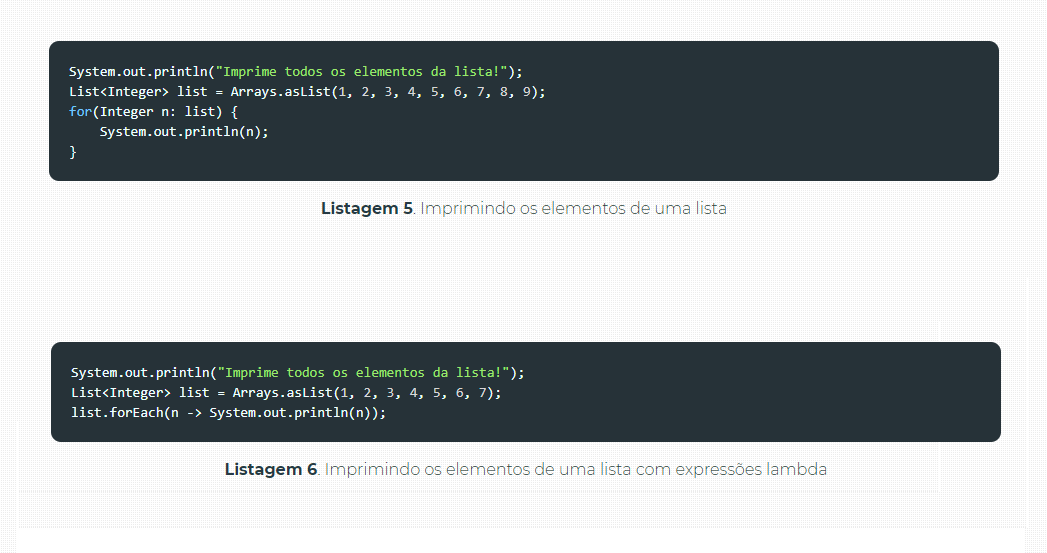 System.out.println("Imprime todos os elementos da lista!");
List<Integer> list = Arrays.asList(1, 2, 3, 4, 5, 6, 7, 8, 9);
for(Integer n: list) {
    System.out.println(n);
}
Listagem 5. Imprimindo os elementos de uma lista
System.out.println("Imprime todos os elementos da lista!");
List<Integer> list = Arrays.asList(1, 2, 3, 4, 5, 6, 7);
list.forEach(n -> System.out.println(n));
Listagem 6. Imprimindo os elementos de uma lista com expressões lambda